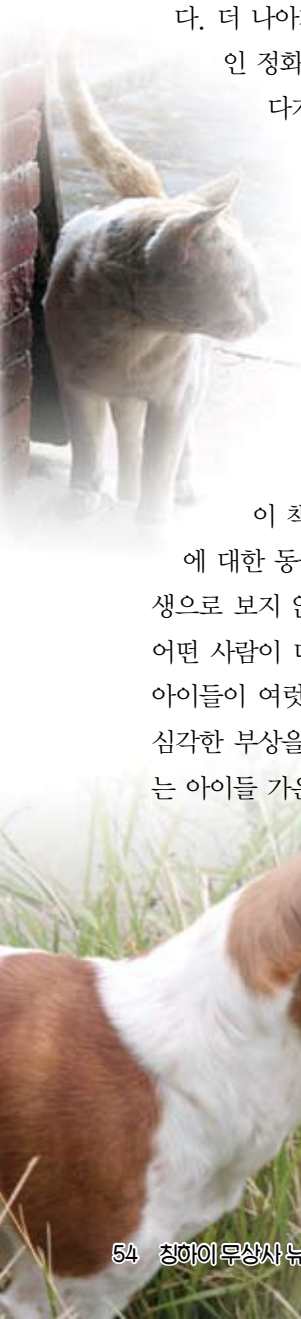 다. 더 나아
인 정화
다
이 책
에 대한 동
생으로 보지 않
어떤 사람이 
아이들이 여럿
심각한 부상을
는 아이들 가운
54 칭하이 무상사 뉴